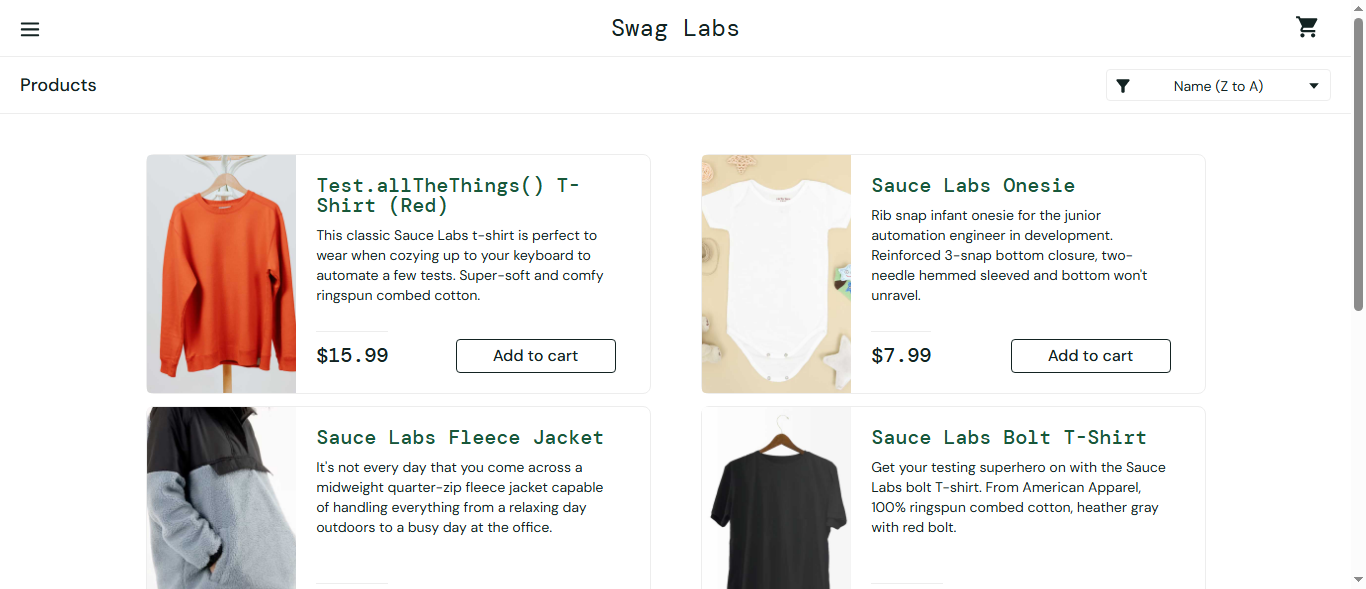 Swag Labs
Products
Name (Z to A)
Test.allTheThings() T-
Shirt (Red)
This classic Sauce Labs t-shirt is perfect to
wear when cozying up to your keyboard to
automate a few tests. Super-soft and comfy
ringspun combed cotton.
$15.99
Add to cart
Sauce Labs Onesie
Rib snap infant onesie for the junior
automation engineer in development.
Reinforced 3-snap bottom closure, two-
needle hemmed sleeved and bottom won't
unravel.
$7.99
Add to cart
Sauce Labs Fleece Jacket
It's not every day that you come across a
midweight quarter-zip fleece jacket capable
of handling everything from a relaxing day
outdoors to a busy day at the office.
Sauce Labs Bolt T-Shirt
Get your testing superhero on with the Sauce
Labs bolt T-shirt. From American Apparel,
100% ringspun combed cotton, heather gray
with red bolt.